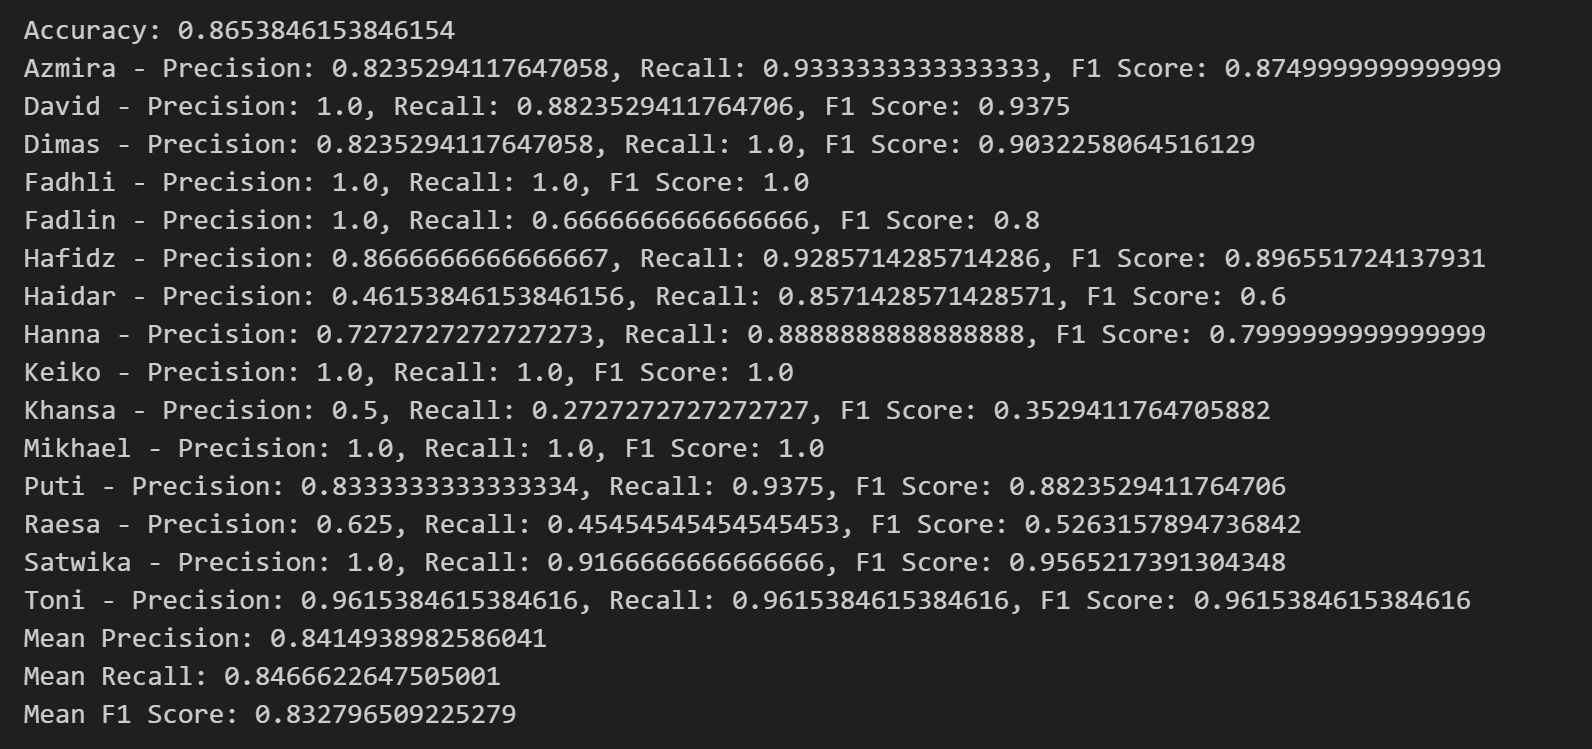 Accuracy: 0.8653846153846154
Azmira - Precision: 0.8235294117647058, Recall: 0.9333333333333333, F1 Score: 0.8749999999999999
David - Precision: 1.0, Recall: 0.8823529411764706, F1 Score: 0.9375
Dimas - Precision: 0.8235294117647058, Recall: 1.0, F1 Score: 0.9032258064516129
Fadhli - Precision: 1.0, Recall: 1.0, F1 Score: 1.0
Fadlin - Precision: 1.0, Recall: 0.6666666666666666, F1 Score: 0.8
Hafidz - Precision: 0.8666666666666667, Recall: 0.9285714285714286, F1 Score: 0.896551724137931
Haidar - Precision: 0.46153846153846156, Recall: 0.8571428571428571, F1 Score: 0.6
Hanna - Precision: 0.7272727272727273, Recall: 0.8888888888888888, F1 Score: 0.7999999999999999
Keiko - Precision: 1.0, Recall: 1.0, F1 Score: 1.0
Khansa - Precision: 0.5, Recall: 0.2727272727272727, F1 Score: 0.3529411764705882
Mikhael - Precision: 1.0, Recall: 1.0, F1 Score: 1.0
Puti - Precision: 0.8333333333333334, Recall: 0.9375, F1 Score: 0.8823529411764706
Raesa - Precision: 0.625, Recall: 0.45454545454545453, F1 Score: 0.5263157894736842
Satwika - Precision: 1.0, Recall: 0.9166666666666666, F1 Score: 0.9565217391304348
Toni - Precision: 0.9615384615384616, Recall: 0.9615384615384616, F1 Score: 0.9615384615384616
Mean Precision: 0.8414938982586041
Mean Recall: 0.8466622647505001
Mean F1 Score: 0.832796509225279